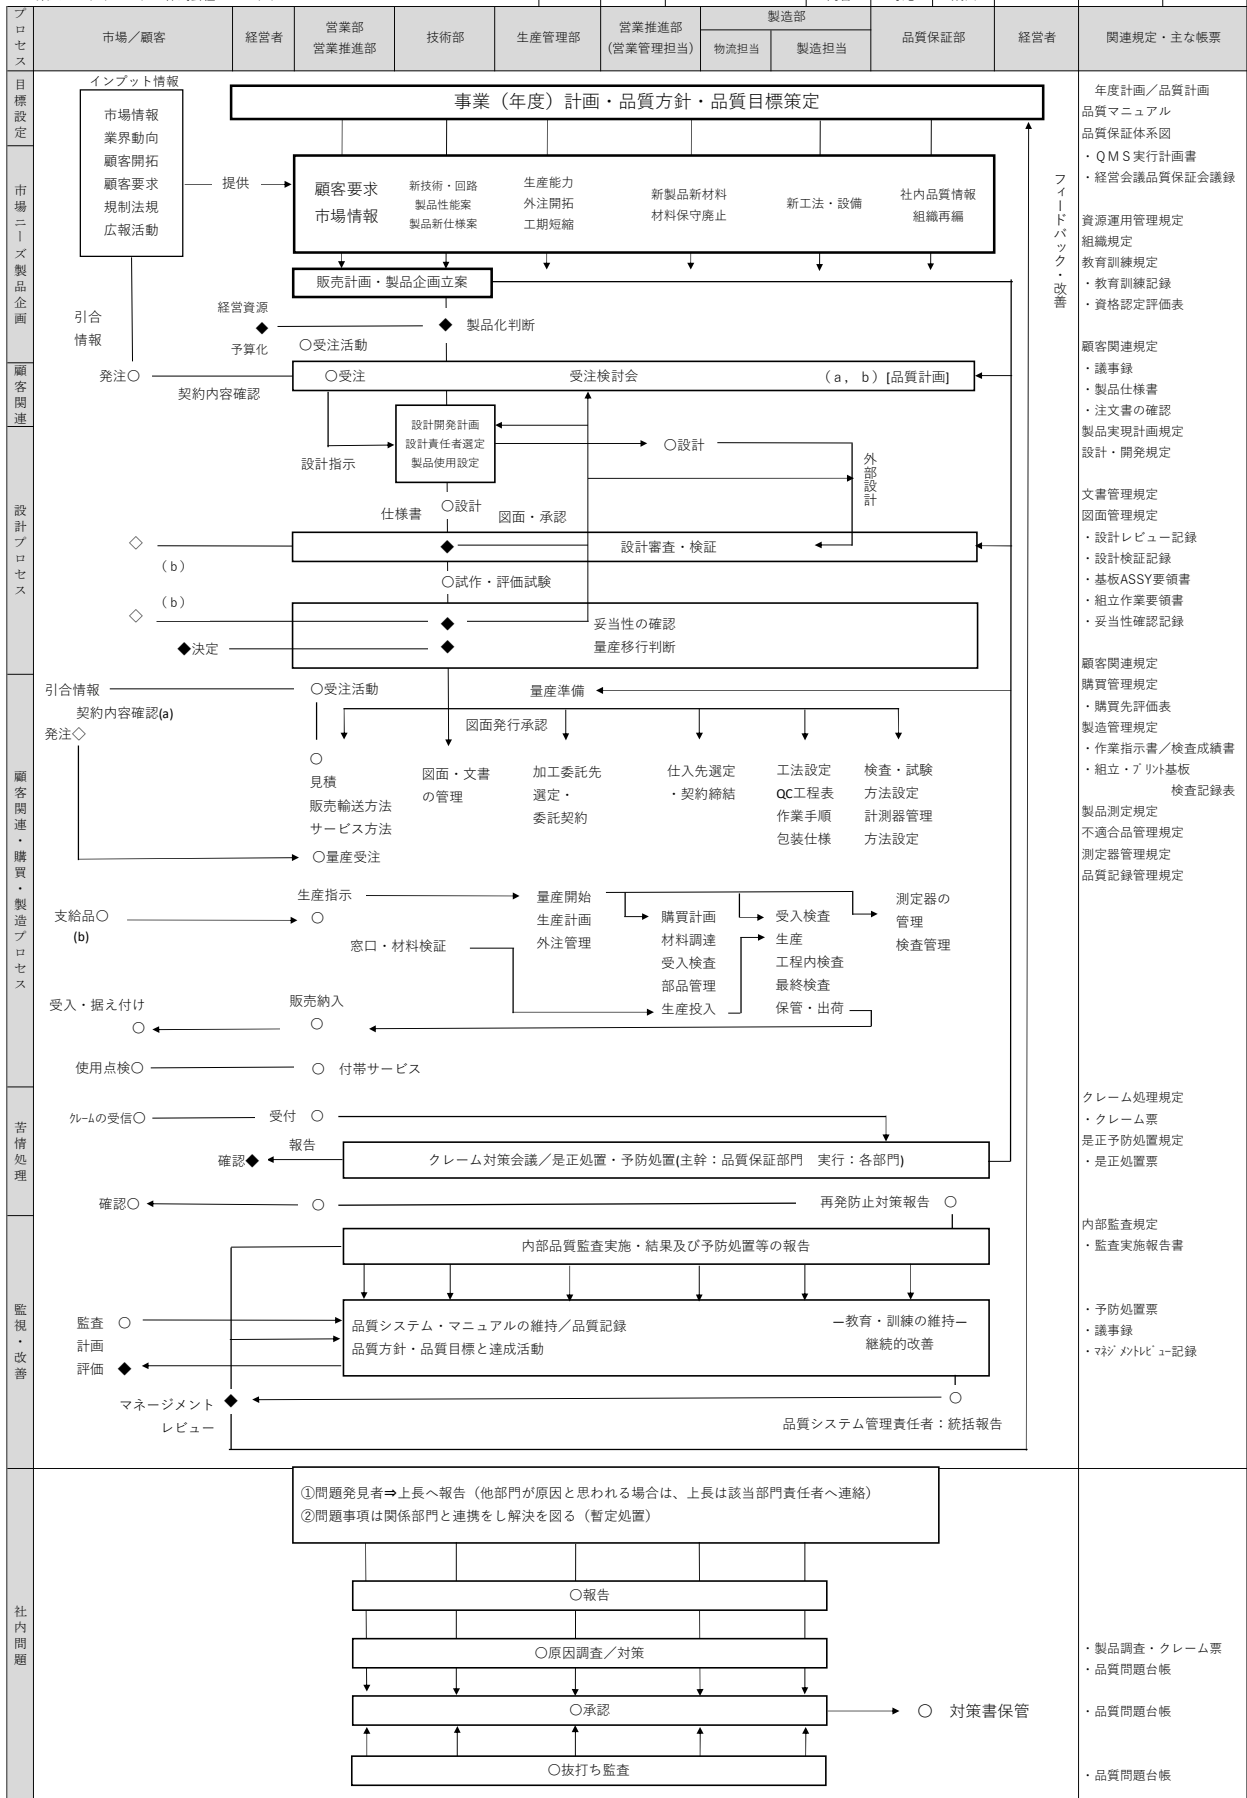 プロセス
市場／顧客
経営者
営業部
営業推進部
技術部
生産管理部
営業推進部
(営業管理担当)
製造部
物流担当
製造担当
品質保証部
経営者
関連規定・主な帳票
目標設定
インプット情報
市場情報
業界動向
顧客開拓
顧客要求
規制法規
広報活動
事業（年度）計画・品質方針・品質目標策定
年度計画／品質計画
品質マニュアル
品質保証体系図
・ＱＭＳ実行計画書
・経営会議品質保証会議録
市場ニーズ製品企画
提供
顧客要求
市場情報
新技術・回路
製品性能案
製品新仕様案
生産能力
外注開拓
工期短縮
新製品新材料
材料保守廃止
新工法・設備
社内品質情報
組織再編
フィードバック・改善
資源運用管理規定
組織規定
教育訓練規定
・教育訓練記録
・資格認定評価表
販売計画・製品企画立案
引合
情報
経営資源
◆
予算化
◆ 製品化判断
○受注活動
顧客関連
発注○
契約内容確認
○受注
受注検討会
（a，b）[品質計画]
顧客関連規定
・議事録
・製品仕様書
・注文書の確認
製品実現計画規定
設計・開発規定
設計プロセス
設計指示
設計開発計画
設計責任者選定
製品使用設定
○設計
外部設計
仕様書
○設計
図面・承認
◇
（b）
◆
設計審査・検証
○試作・評価試験
（b）
◇
◆
妥当性の確認
◆決定
◆
量産移行判断
文書管理規定
図面管理規定
・設計レビュー記録
・設計検証記録
・基板ASSY要領書
・組立作業要領書
・妥当性確認記録
顧客関連・購買・製造プロセス
引合情報
○受注活動
量産準備
契約内容確認(a)
発注◇
図面発行承認
○
見積
販売輸送方法
サービス方法
図面・文書
の管理
加工委託先
選定・
委託契約
仕入先選定
・契約締結
工法設定
QC工程表
作業手順
包装仕様
検査・試験
方法設定
計測器管理
方法設定
○量産受注
顧客関連規定
購買管理規定
・購買先評価表
製造管理規定
・作業指示書／検査成績書
・組立・プリント基板
検査記録表
製品測定規定
不適合品管理規定
測定器管理規定
品質記録管理規定
生産指示
支給品○
(b)
○
窓口・材料検証
量産開始
生産計画
外注管理
購買計画
材料調達
受入検査
部品管理
生産投入
受入検査
生産
工程内検査
最終検査
保管・出荷
測定器の
管理
検査管理
受入・据え付け
○
販売納入
○
使用点検○
○ 付帯サービス
苦情処理
クレームの受信○
受付 ○
報告
確認◆
クレーム対策会議／是正処置・予防処置(主幹：品質保証部門　実行：各部門)
確認○
○
再発防止対策報告 ○
クレーム処理規定
・クレーム票
是正予防処置規定
・是正処置票
監視・改善
内部品質監査実施・結果及び予防処置等の報告
監査 ○
計画
評価 ◆
品質システム・マニュアルの維持／品質記録
品質方針・品質目標と達成活動
ー教育・訓練の維持ー
継続的改善
マネージメント ◆
レビュー
○
品質システム管理責任者：統括報告
内部監査規定
・監査実施報告書
・予防処置票
・議事録
・マネジメントレビュー記録
社内問題
①問題発見者⇒上長へ報告（他部門が原因と思われる場合は、上長は該当部門責任者へ連絡）
②問題事項は関係部門と連携をし解決を図る（暫定処置）
○報告
○原因調査／対策
○承認
○ 対策書保管
○抜打ち監査
・製品調査・クレーム票
・品質問題台帳
・品質問題台帳
・品質問題台帳